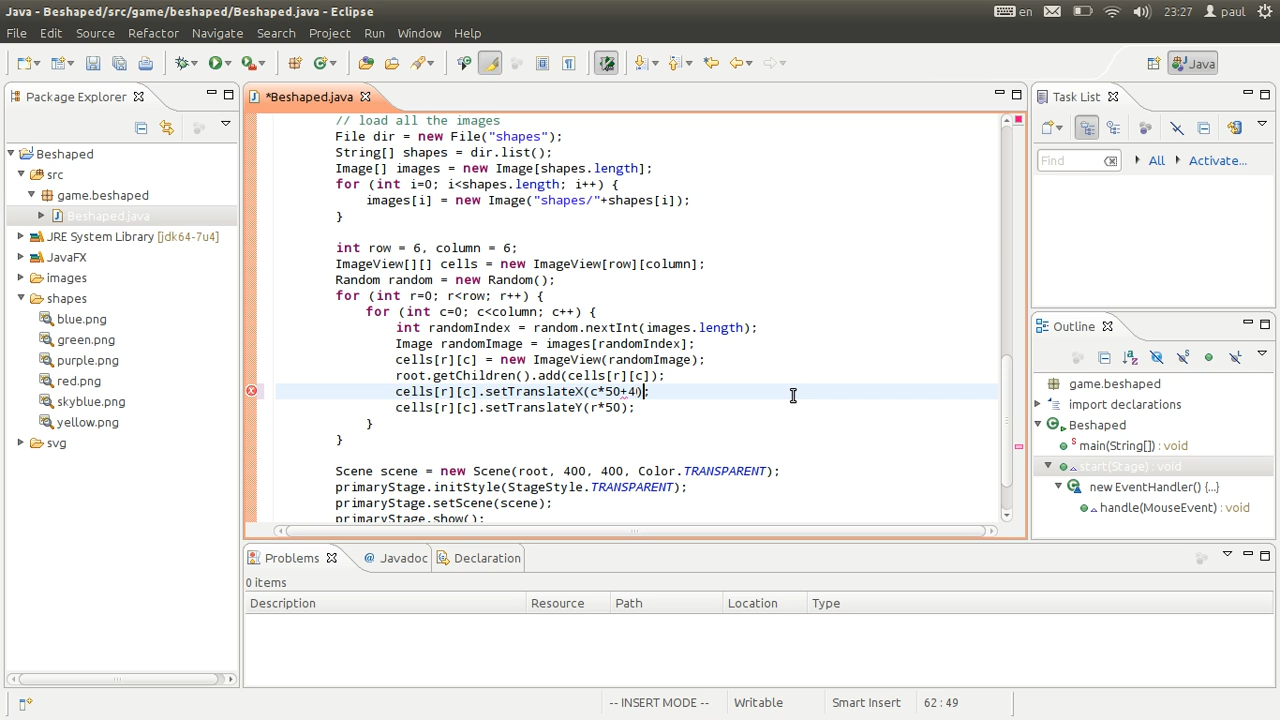 Java - Beshaped/src/game/beshaped/Beshaped.java - Eclipse
en 23:27 paul
File Edit Source Refactor Navigate Search Project Run Window Help
Java
Package Explorer
*Beshaped.java
Task List
Beshaped
src
game.beshaped
Beshaped.java
JRE System Library [jdk64-7u4]
JavaFX
images
shapes
blue.png
green.png
purple.png
red.png
skyblue.png
yellow.png
svg
// load all the images
File dir = new File("shapes");
String[] shapes = dir.list();
Image[] images = new Image[shapes.length];
for (int i=0; i<shapes.length; i++) {
images[i] = new Image("shapes/"+shapes[i]);
}
int row = 6, column = 6;
ImageView[][] cells = new ImageView[row][column];
Random random = new Random();
for (int r=0; r<row; r++) {
for (int c=0; c<column; c++) {
int randomIndex = random.nextInt(images.length);
Image randomImage = images[randomIndex];
cells[r][c] = new ImageView(randomImage);
root.getChildren().add(cells[r][c]);
cells[r][c].setTranslateX(c*50+4
cells[r][c].setTranslateY(r*50);
}
}
Scene scene = new Scene(root, 400, 400, Color.TRANSPARENT);
primaryStage.initStyle(StageStyle.TRANSPARENT);
primaryStage.setScene(scene);
primaryStage.show();
Find All Activate...
Outline
game.beshaped
import declarations
Beshaped
main(String[]) : void
start(Stage) : void
new EventHandler() {...}
handle(MouseEvent) : void
Problems @ Javadoc Declaration
0 items
Description Resource Path Location Type
-- INSERT MODE -- Writable Smart Insert 62 : 49